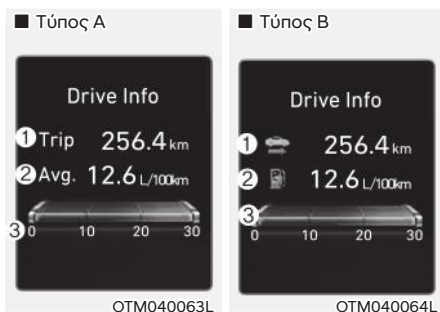 ■ Τύπος A
Drive Info
1 Trip 256.4 km
2 Avg. 12.6 L/100km
3
0 10 20 30
OTM040063L
■ Τύπος B
Drive Info
1 256.4 km
2 12.6 L/100km
3
0 10 20 30
OTM040064L